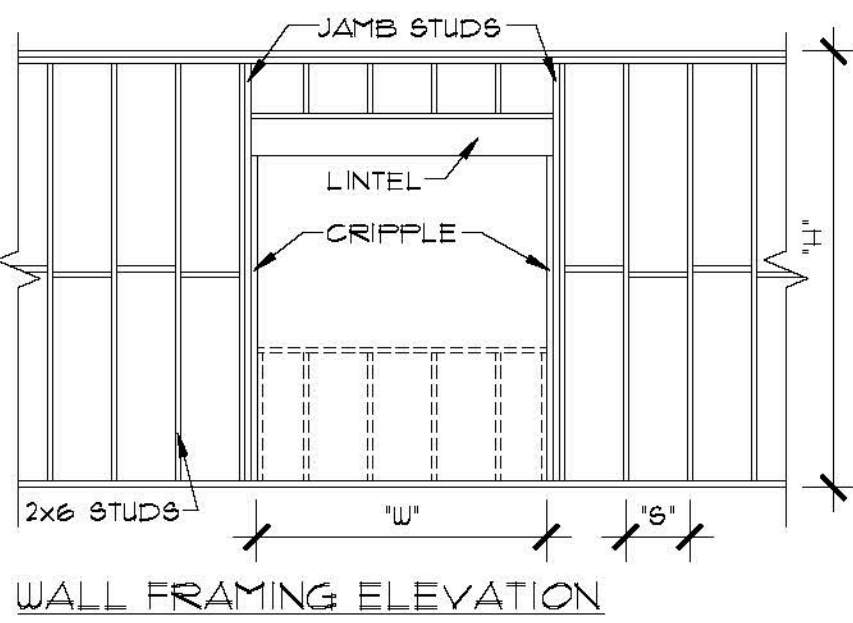 JAMB STUDS
LINTEL
CRIPPLE
"H"
2x6 STUDS
"W"
"S"
WALL FRAMING ELEVATION